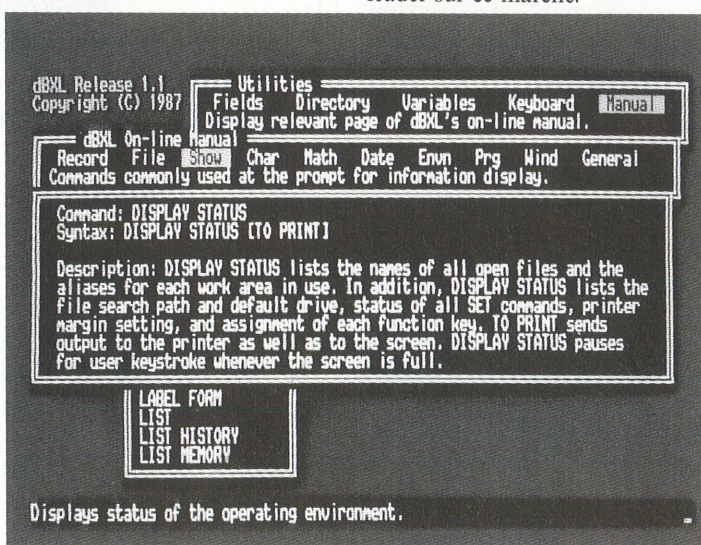 leader sur ce marché.
dBXL Release 1.1
Copyright (C) 1987
Utilities
Fields Directory Variables Keyboard Manual
Display relevant page of dBXL's on-line manual.
dBXL On-line Manual
Record File Show Char Math Date Envn Prg Wind General
Commands commonly used at the prompt for information display.
Command: DISPLAY STATUS
Syntax: DISPLAY STATUS [TO PRINT]
Description: DISPLAY STATUS lists the names of all open files and the
aliases for each work area in use. In addition, DISPLAY STATUS lists the
file search path and default drive, status of all SET commands, printer
margin setting, and assignment of each function key. TO PRINT sends
output to the printer as well as to the screen. DISPLAY STATUS pauses
for user keystroke whenever the screen is full.
LABEL FORM
LIST
LIST HISTORY
LIST MEMORY
Displays status of the operating environment.